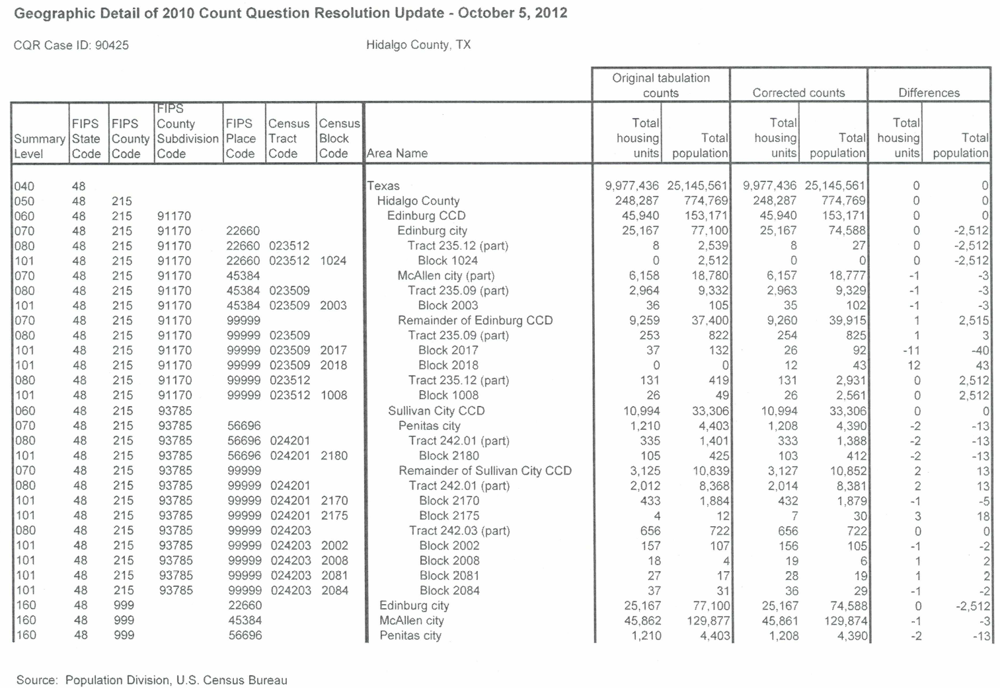 Geographic Detail of 2010 Count Question Resolution Update - October 5, 2012
CQR Case ID: 90425 Hidalgo County, TX
Original tabulation counts Corrected counts Differences
Summary Level FIPS State Code FIPS County Code FIPS County Subdivision Code FIPS Place Code Census Tract Code Census Block Code Area Name Total housing units Total population Total housing units Total population Total housing units Total population
040 48 Texas 9,977,436 25,145,561 9,977,436 25,145,561 0 0
050 48 215 Hidalgo County 248,287 774,769 248,287 774,769 0 0
060 48 215 91170 Edinburg CCD 45,940 153,171 45,940 153,171 0 0
070 48 215 91170 22660 Edinburg city 25,167 77,100 25,167 74,588 0 -2,512
080 48 215 91170 22660 023512 Tract 235.12 (part) 8 2,539 8 27 0 -2,512
101 48 215 91170 22660 023512 1024 Block 1024 0 2,512 0 0 0 -2,512
070 48 215 91170 45384 McAllen city (part) 6,158 18,780 6,157 18,777 -1 -3
080 48 215 91170 45384 023509 Tract 235.09 (part) 2,964 9,332 2,963 9,329 -1 -3
101 48 215 91170 45384 023509 2003 Block 2003 36 105 35 102 -1 -3
070 48 215 91170 99999 Remainder of Edinburg CCD 9,259 37,400 9,260 39,915 1 2,515
080 48 215 91170 99999 023509 Tract 235.09 (part) 253 822 254 825 1 3
101 48 215 91170 99999 023509 2017 Block 2017 37 132 26 92 -11 -40
101 48 215 91170 99999 023509 2018 Block 2018 0 0 12 43 12 43
080 48 215 91170 99999 023512 Tract 235.12 (part) 131 419 131 2,931 0 2,512
101 48 215 91170 99999 023512 1008 Block 1008 26 49 26 2,561 0 2,512
060 48 215 93785 Sullivan City CCD 10,994 33,306 10,994 33,306 0 0
070 48 215 93785 56696 Penitas city 1,210 4,403 1,208 4,390 -2 -13
080 48 215 93785 56696 024201 Tract 242.01 (part) 335 1,401 333 1,388 -2 -13
101 48 215 93785 56696 024201 2180 Block 2180 105 425 103 412 -2 -13
070 48 215 93785 99999 Remainder of Sullivan City CCD 3,125 10,839 3,127 10,852 2 13
080 48 215 93785 99999 024201 Tract 242.01 (part) 2,012 8,368 2,014 8,381 2 13
101 48 215 93785 99999 024201 2170 Block 2170 433 1,884 432 1,879 -1 -5
101 48 215 93785 99999 024201 2175 Block 2175 4 12 7 30 3 18
080 48 215 93785 99999 024203 Tract 242.03 (part) 656 722 656 722 0 0
101 48 215 93785 99999 024203 2002 Block 2002 157 107 156 105 -1 -2
101 48 215 93785 99999 024203 2008 Block 2008 18 4 19 6 1 2
101 48 215 93785 99999 024203 2081 Block 2081 27 17 28 19 1 2
101 48 215 93785 99999 024203 2084 Block 2084 37 31 36 29 -1 -2
160 48 999 22660 Edinburg city 25,167 77,100 25,167 74,588 0 -2,512
160 48 999 45384 McAllen city 45,862 129,877 45,861 129,874 -1 -3
160 48 999 56696 Penitas city 1,210 4,403 1,208 4,390 -2 -13
Source: Population Division, U.S. Census Bureau